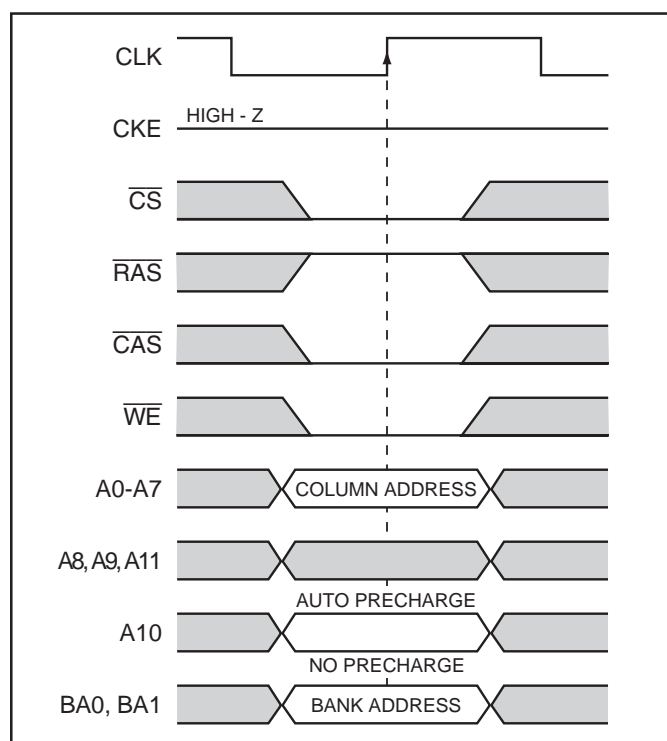 CLK
CKE HIGH - Z
CS
RAS
CAS
WE
A0-A7 COLUMN ADDRESS
A8, A9, A11
AUTO PRECHARGE
A10
NO PRECHARGE
BA0, BA1 BANK ADDRESS